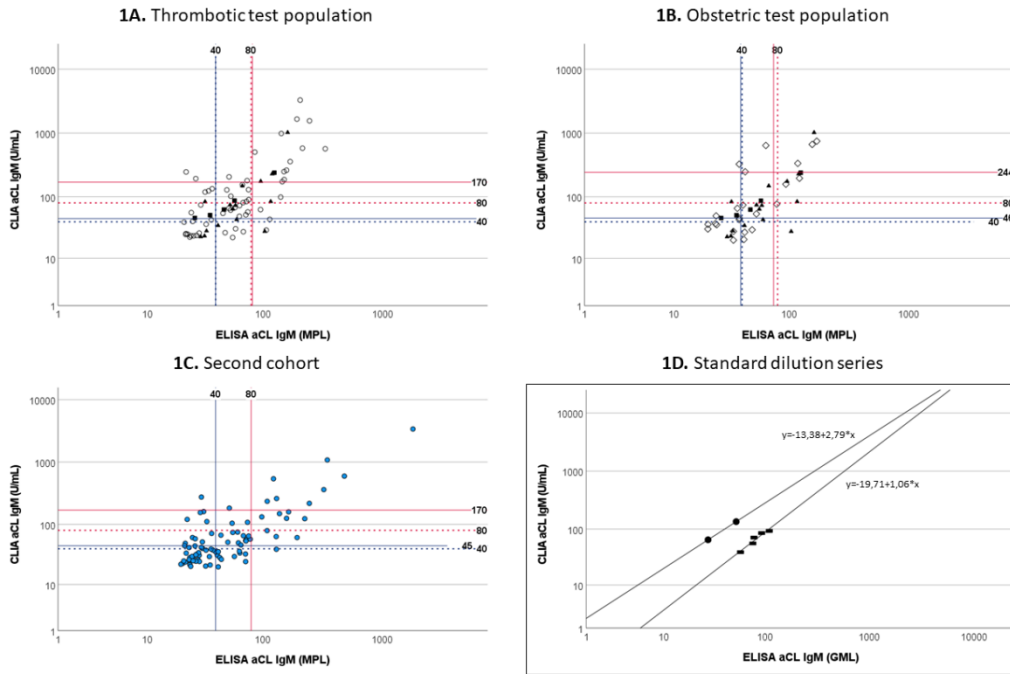 1A. Thrombotic test population
40 80
10000
1000
170
100
80
40
10
1
1 10 100 1000
CLIA aCL IgM (U/mL)
ELISA aCL IgM (MPL)
1B. Obstetric test population
40 80
10000
1000
244
100
80
40
10
1
1 10 100 1000
CLIA aCL IgM (U/mL)
ELISA aCL IgM (MPL)
1C. Second cohort
40 80
10000
1000
170
100
80
45 40
10
1
1 10 100 1000
CLIA aCL IgM (U/mL)
ELISA aCL IgM (MPL)
1D. Standard dilution series
10000
y=-13,38+2,79*x
1000
y=-19,71+1,06*x
100
10
1
1 10 100 1000 10000
CLIA aCL IgM (U/mL)
ELISA aCL IgM (GML)